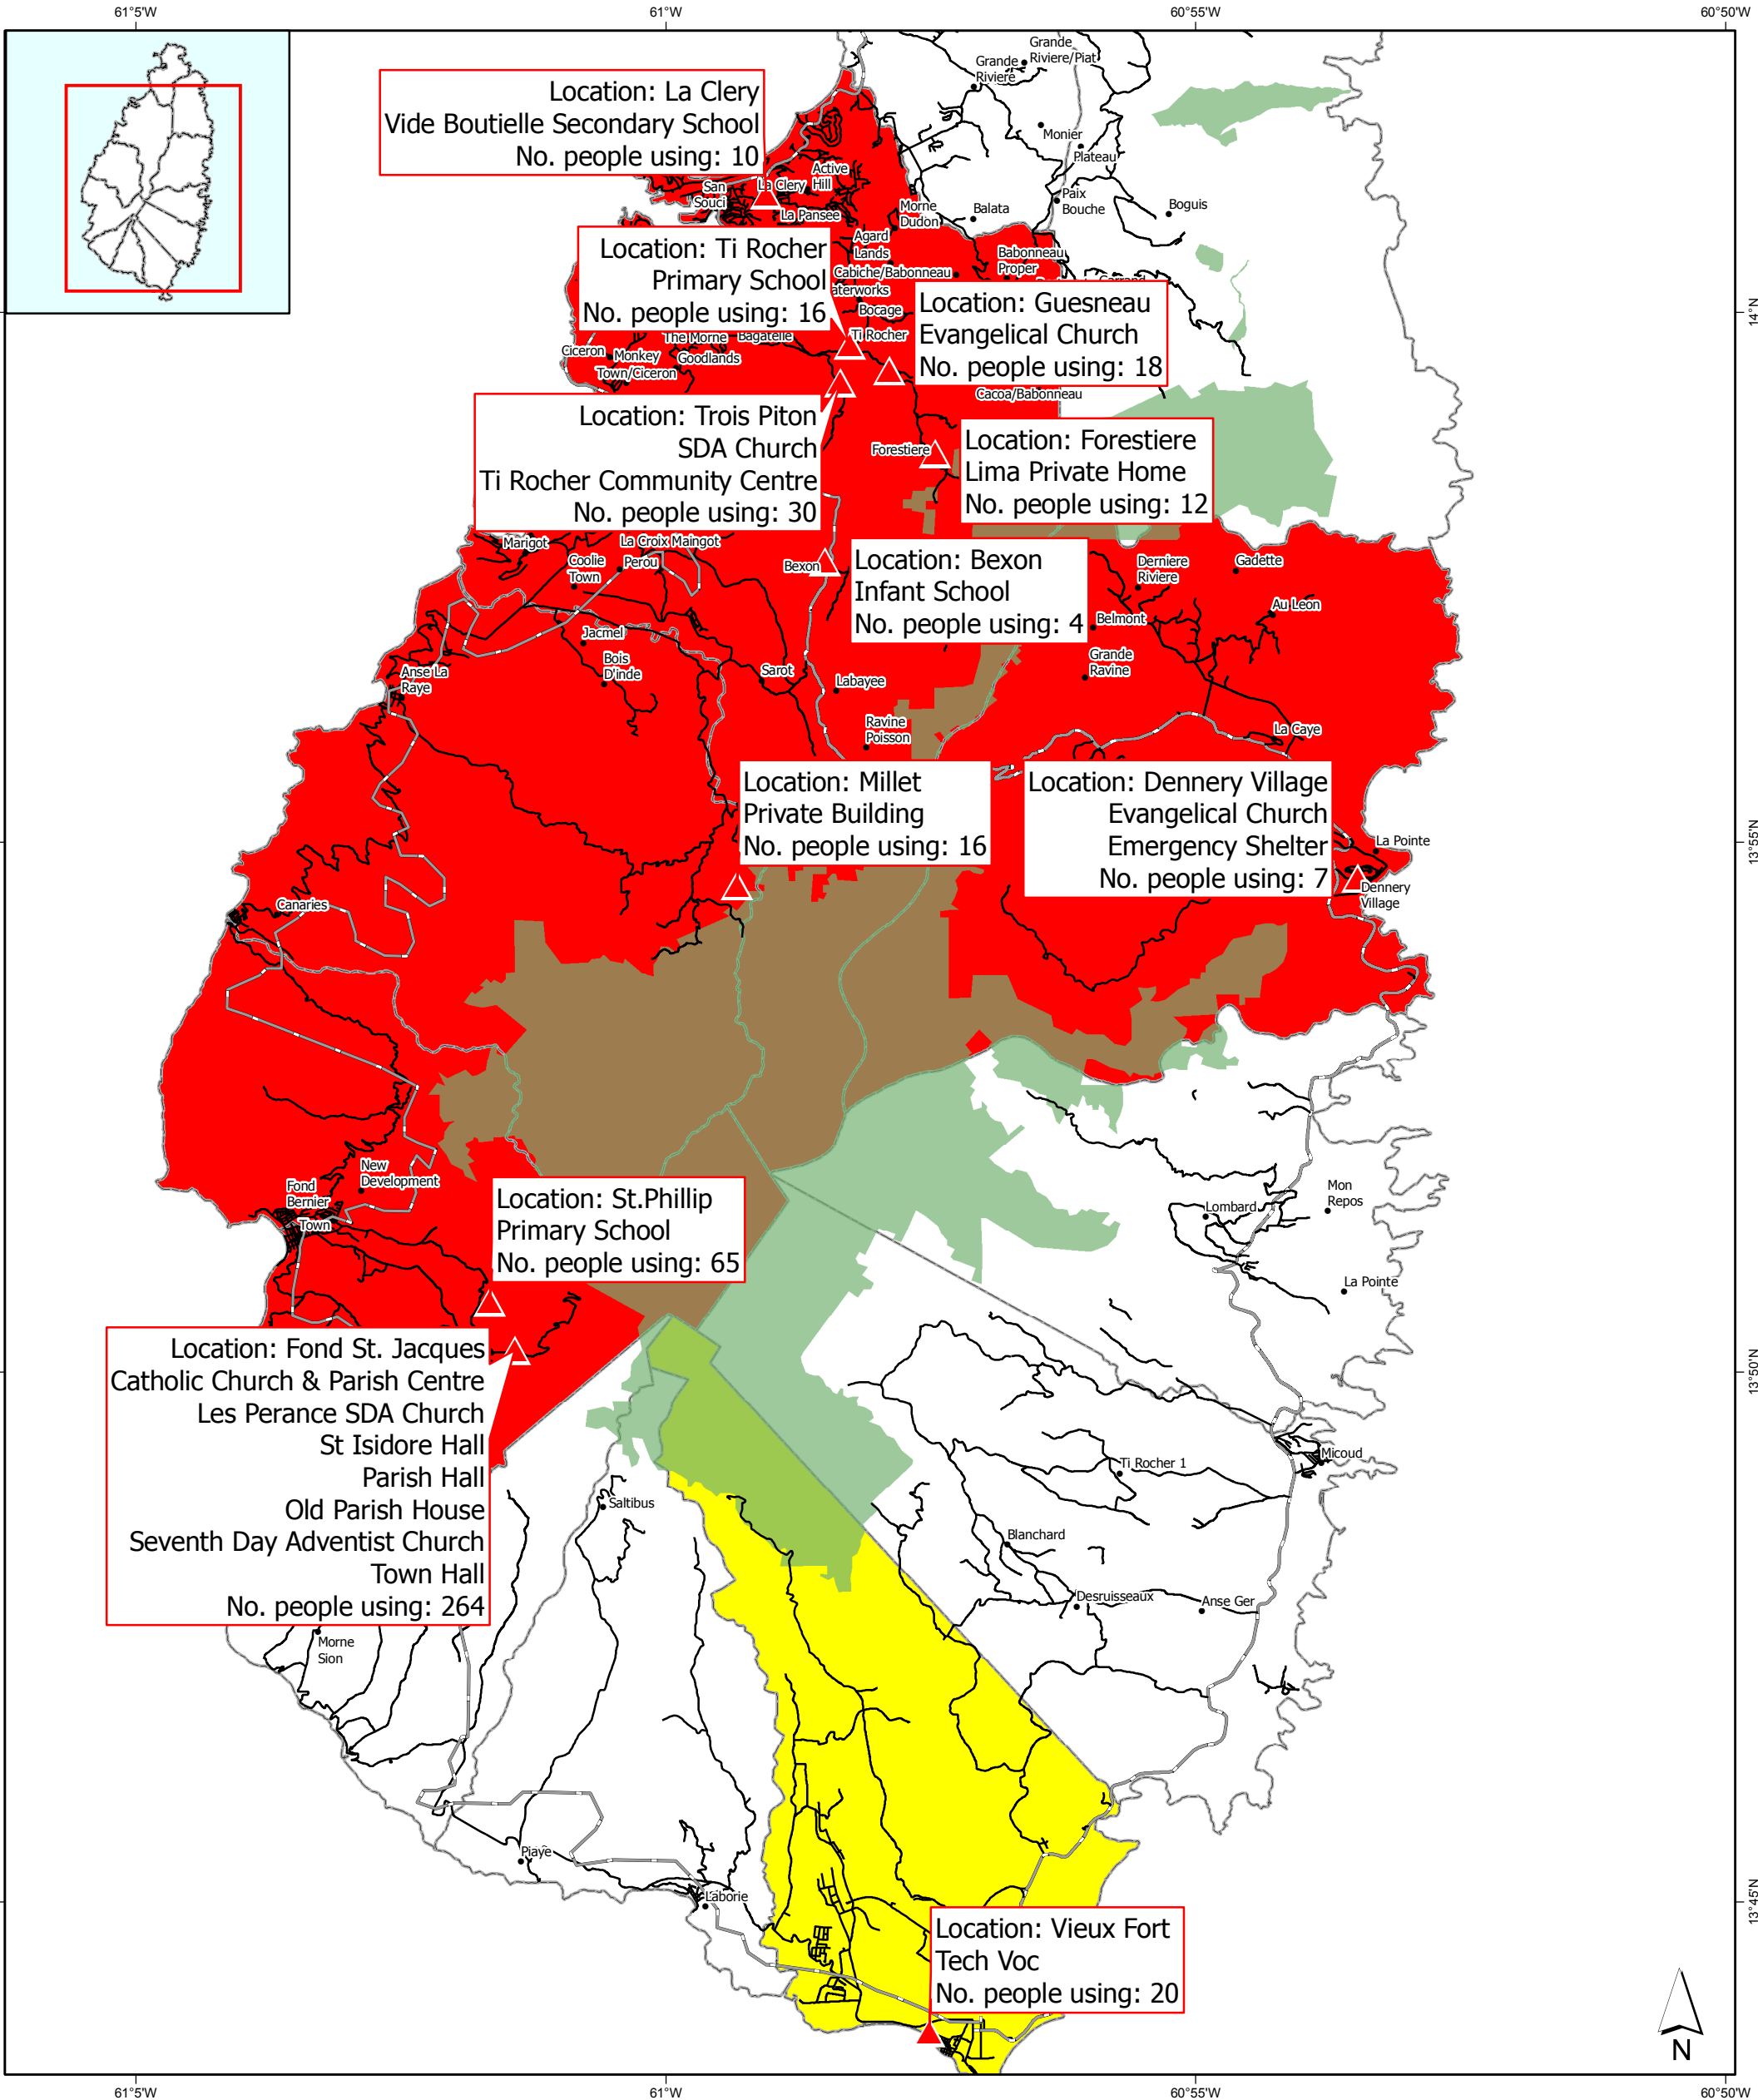 61°5'W
61°W
60°55'W
60°50'W
Grande
Riviere/Piat
Grande
Riviere
Location: La Clery
Vide Boutielle Secondary School
No. people using: 10
Monier
Plateau
Active
Hill
La Clery
San
Souci
La Pansee
Paix
Bouche
Boguis
Morne
Dudon
Balata
Agard
Lands
Babonneau
Proper
Cabiche/Babonneau
Location: Ti Rocher
Primary School
No. people using: 16
aterworks
Bocage
Location: Guesneau
Evangelical Church
No. people using: 18
14°N
The Morne
Bagatelle
Ti Rocher
Ciceron
Monkey
Town/Ciceron
Goodlands
Cacoa/Babonneau
Location: Trois Piton
SDA Church
Ti Rocher Community Centre
No. people using: 30
Forestiere
Location: Forestiere
Lima Private Home
No. people using: 12
Marigot
La Croix Maingot
Coolie
Town
Perou
Bexon
Location: Bexon
Infant School
No. people using: 4
Derniere
Riviere
Gadette
Au Leon
Belmont
Jacmel
Bois
D'inde
Grande
Ravine
Anse La
Raye
Sarot
Labayee
Ravine
Poisson
La Caye
Location: Millet
Private Building
No. people using: 16
Location: Dennery Village
Evangelical Church
Emergency Shelter
No. people using: 7
La Pointe
13°55'N
Dennery
Village
Canaries
New
Development
Fond
Bernier
Town
Location: St.Phillip
Primary School
No. people using: 65
Mon
Repos
Lombard
La Pointe
Location: Fond St. Jacques
Catholic Church & Parish Centre
Les Perance SDA Church
St Isidore Hall
Parish Hall
Old Parish House
Seventh Day Adventist Church
Town Hall
No. people using: 264
13°50'N
Micoud
Ti Rocher 1
Saltibus
Blanchard
Desruisseaux
Anse Ger
Morne
Sion
Piaye
Laborie
13°45'N
Location: Vieux Fort
Tech Voc
No. people using: 20
N
61°5'W
61°W
60°55'W
60°50'W